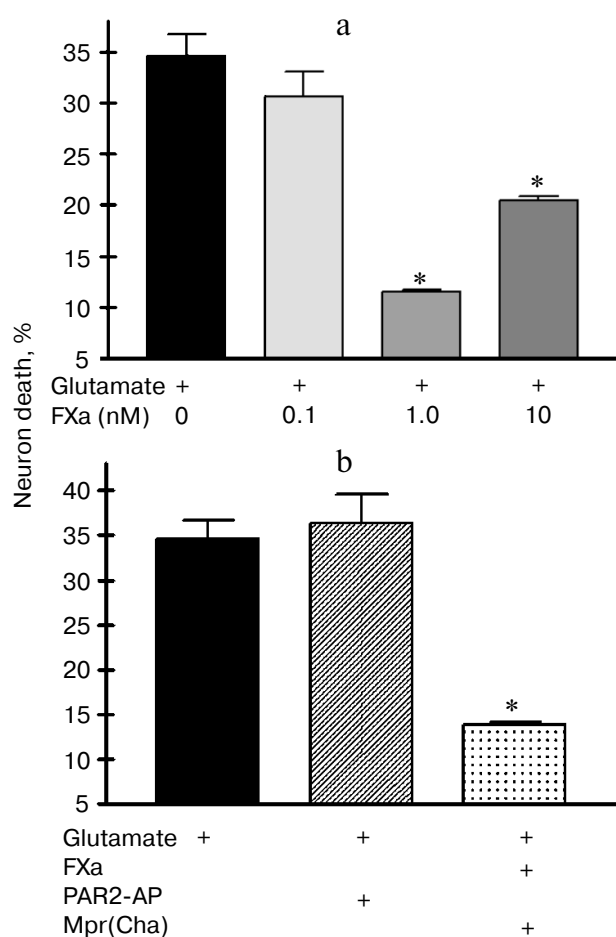 a
35
30
25
20
15
10
5
*
*
Glutamate + + + +
FXa (nM) 0 0.1 1.0 10
Neuron death, %
b
40
35
30
25
20
15
10
5
*
Glutamate + + +
FXa +
PAR2-AP +
Mpr(Cha) +